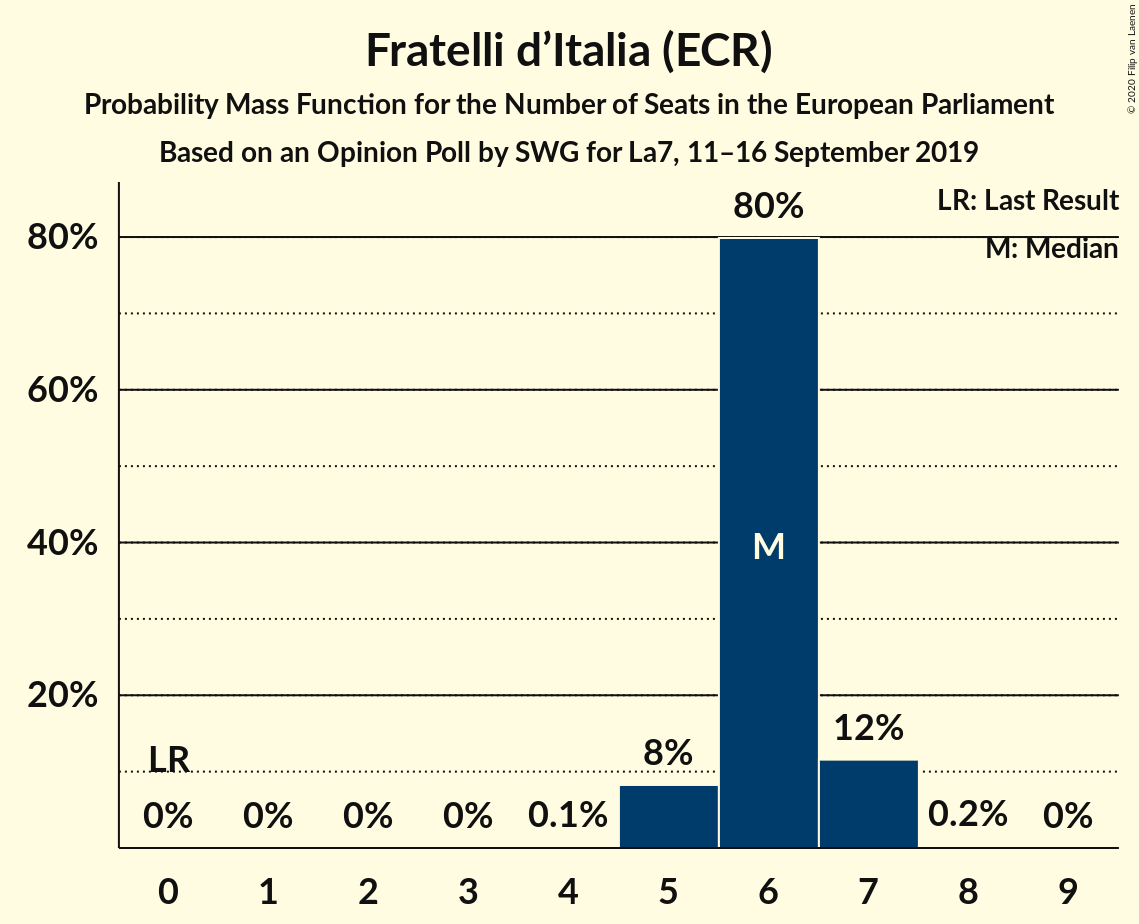 Fratelli d’Italia (ECR)
Probability Mass Function for the Number of Seats in the European Parliament
Based on an Opinion Poll by SWG for La7, 11–16 September 2019
© 2020 Filip van Laenen
LR: Last Result
M: Median
80%
60%
40%
20%
LR
0%
0%
0%
0%
0.1%
8%
80%
M
12%
0.2%
0%
0 1 2 3 4 5 6 7 8 9